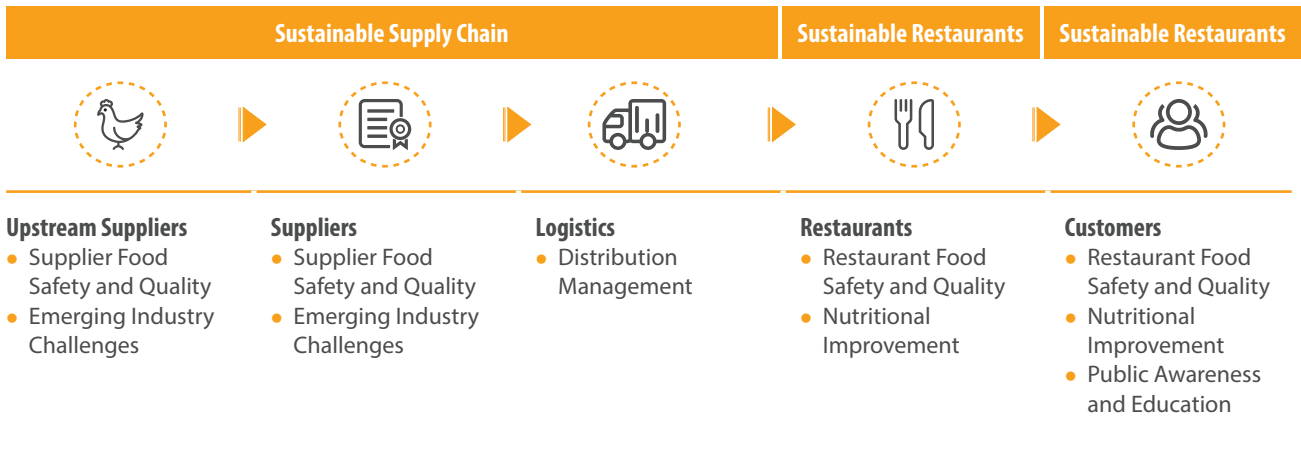 Sustainable Supply Chain
Sustainable Restaurants
Sustainable Restaurants
Upstream Suppliers
● Supplier Food
Safety and Quality
● Emerging Industry
Challenges
Suppliers
● Supplier Food
Safety and Quality
● Emerging Industry
Challenges
Logistics
● Distribution
Management
Restaurants
● Restaurant Food
Safety and Quality
● Nutritional
Improvement
Customers
● Restaurant Food
Safety and Quality
● Nutritional
Improvement
● Public Awareness
and Education